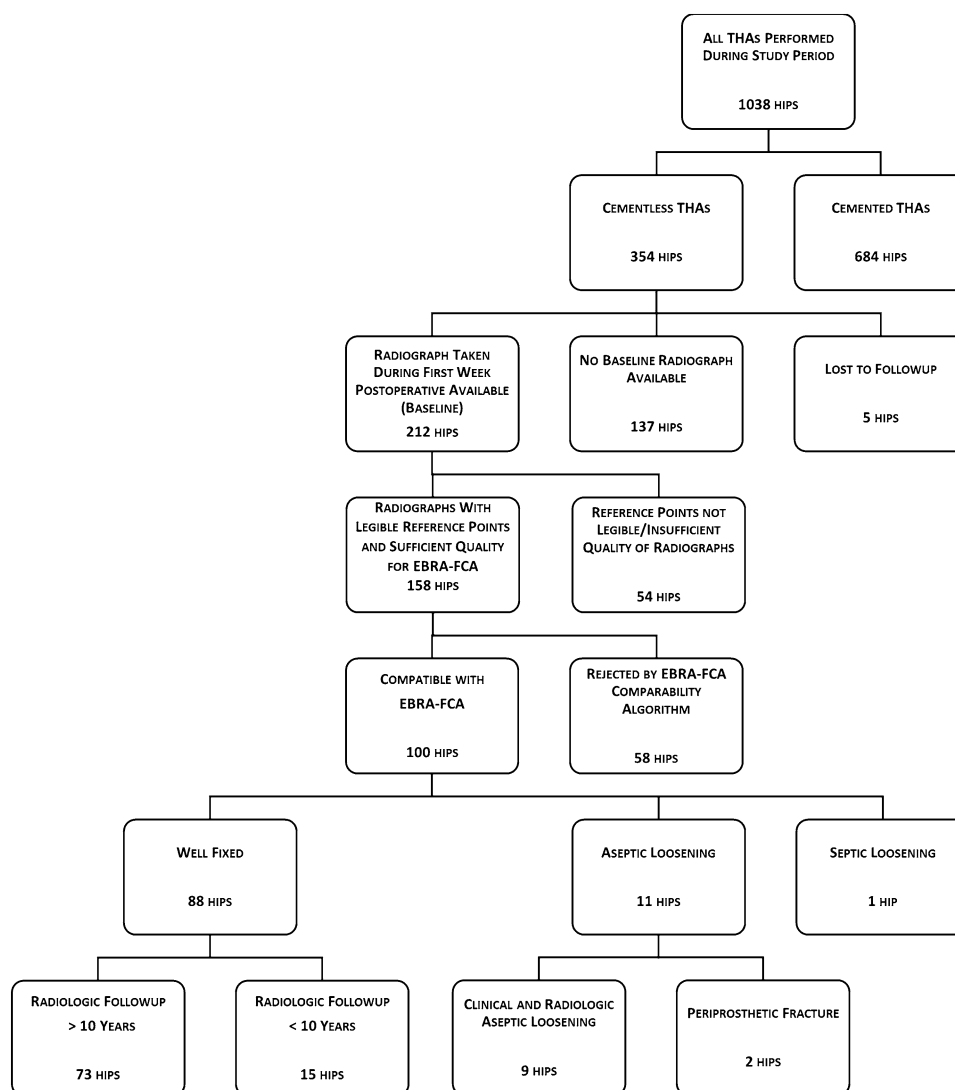 All THAs Performed
During Study Period
1038 hips
Cementless THAs
354 hips
Cemented THAs
684 hips
Radiograph Taken
During First Week
Postoperative Available
(Baseline)
212 hips
No Baseline Radiograph
Available
137 hips
Lost to Followup
5 hips
Radiographs With
Legible Reference Points
and Sufficient Quality
for EBRA-FCA
158 hips
Reference Points not
Legible/Insufficient
Quality of Radiographs
54 hips
Compatible with
EBRA-FCA
100 hips
Rejected by EBRA-FCA
Comparability
Algorithm
58 hips
Well Fixed
88 hips
Aseptic Loosening
11 hips
Septic Loosening
1 hip
Radiologic Followup
> 10 Years
73 hips
Radiologic Followup
< 10 Years
15 hips
Clinical and Radiologic
Aseptic Loosening
9 hips
Periprosthetic Fracture
2 hips